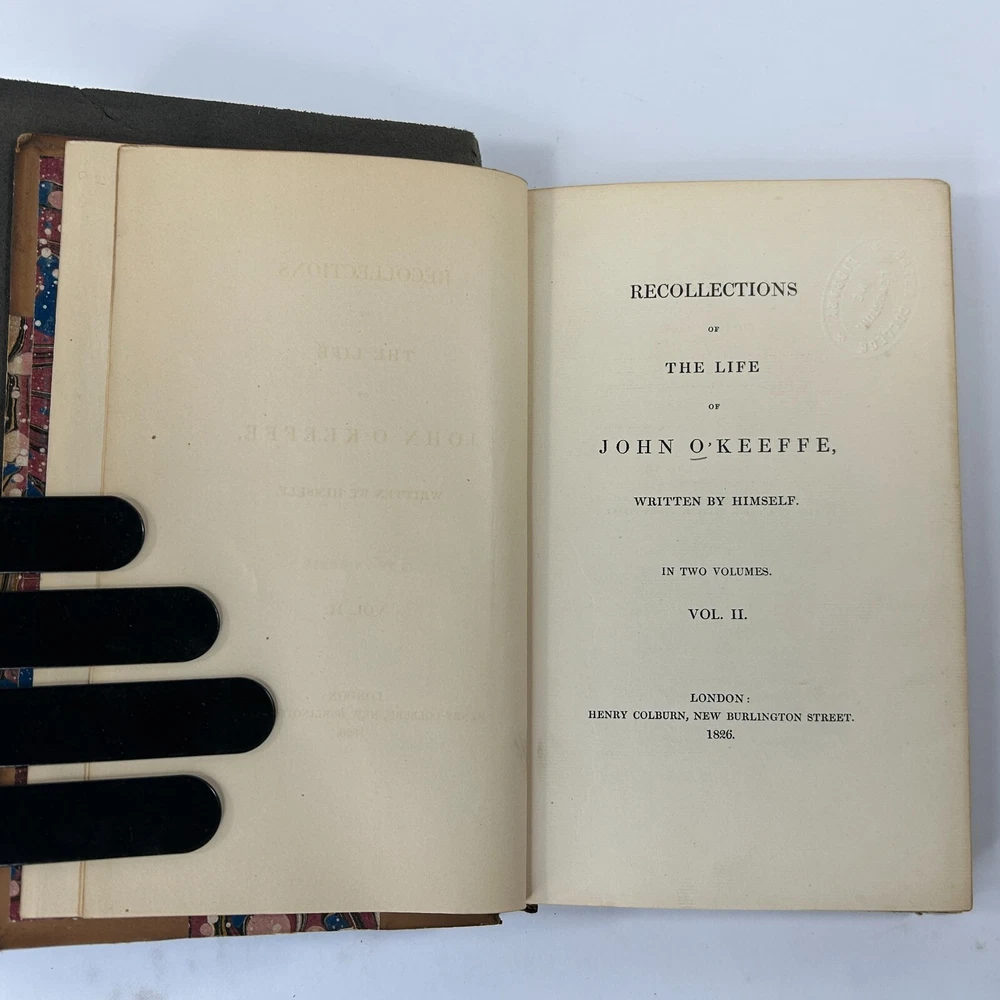 RECOLLECTIONS
OF
THE LIFE
OF
JOHN O'KEEFFE,
WRITTEN BY HIMSELF.
IN TWO VOLUMES.
VOL. II.
LONDON:
HENRY COLBURN, NEW BURLINGTON STREET.
1826.